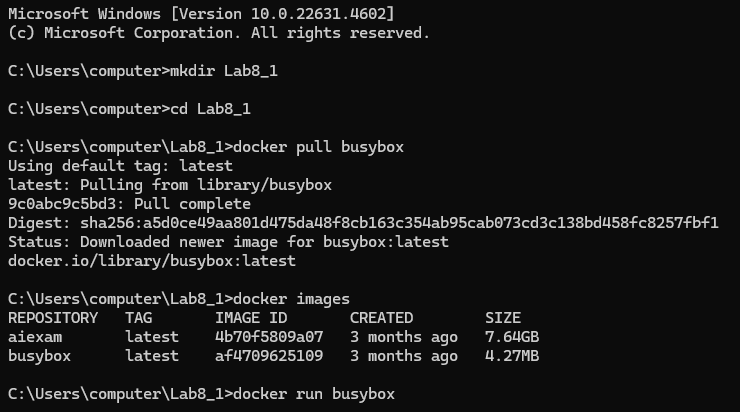 Microsoft Windows [Version 10.0.22631.4602]
(c) Microsoft Corporation. All rights reserved.
C:\Users\computer>mkdir Lab8_1
C:\Users\computer>cd Lab8_1
C:\Users\computer\Lab8_1>docker pull busybox
Using default tag: latest
latest: Pulling from library/busybox
9c0abc9c5bd3: Pull complete
Digest: sha256:a5d0ce49aa801d475da48f8cb163c354ab95cab073cd3c138bd458fc8257fbf1
Status: Downloaded newer image for busybox:latest
docker.io/library/busybox:latest
C:\Users\computer\Lab8_1>docker images
REPOSITORY   TAG       IMAGE ID       CREATED        SIZE
aiexam       latest    4b70f5809a07   3 months ago   7.64GB
busybox      latest    af4709625109   3 months ago   4.27MB
C:\Users\computer\Lab8_1>docker run busybox